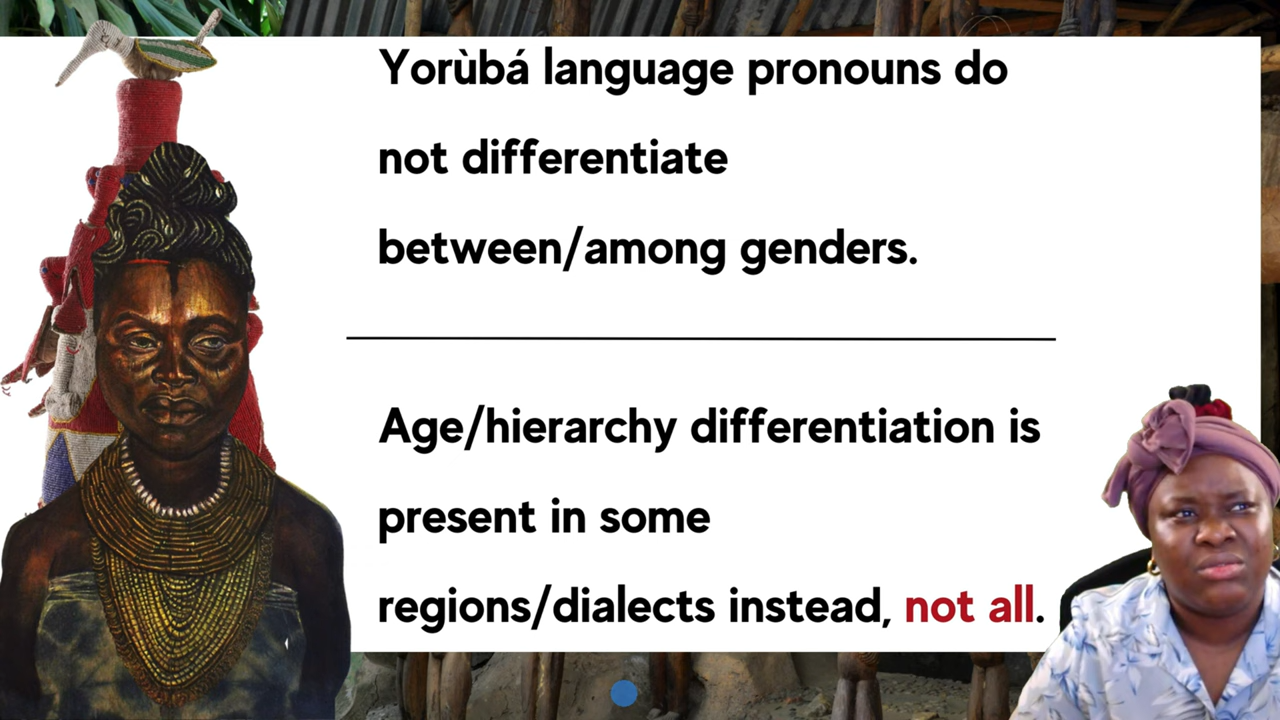 Yorùbá language pronouns do
not differentiate
between/among genders.
Age/hierarchy differentiation is
present in some
regions/dialects instead, not all.